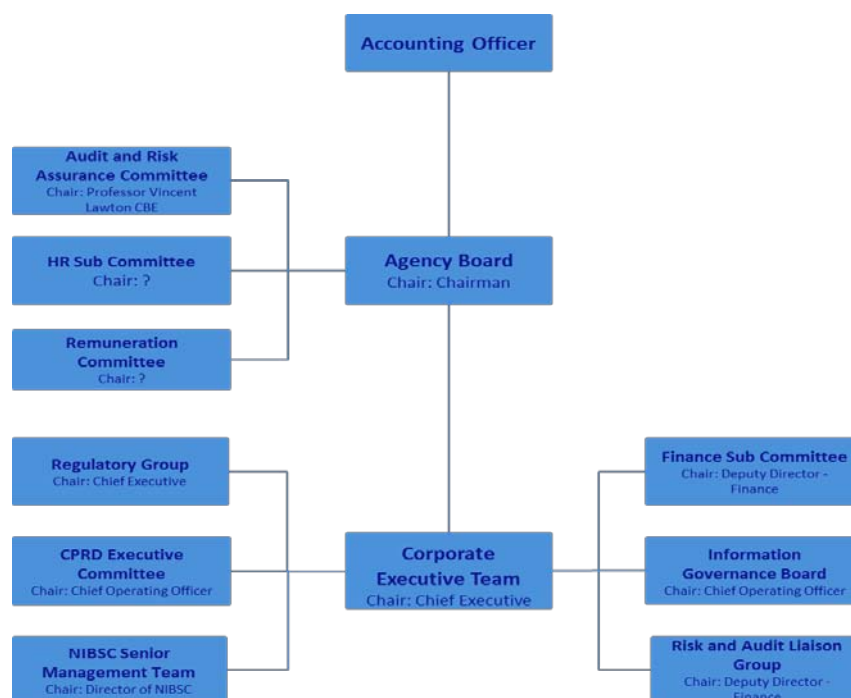 Accounting Officer
Audit and Risk
Assurance Committee
Chair: Professor Vincent
Lawton CBE
HR Sub Committee
Chair: ?
Agency Board
Chair: Chairman
Remuneration
Committee
Chair: ?
Regulatory Group
Chair: Chief Executive
Finance Sub Committee
Chair: Deputy Director -
Finance
CPRD Executive
Committee
Chair: Chief Operating Officer
Corporate
Executive Team
Chair: Chief Executive
Information
Governance Board
Chair: Chief Operating Officer
NIBSC Senior
Management Team
Chair: Director of NIBSC
Risk and Audit Liaison
Group
Chair: Deputy Director -
Finance